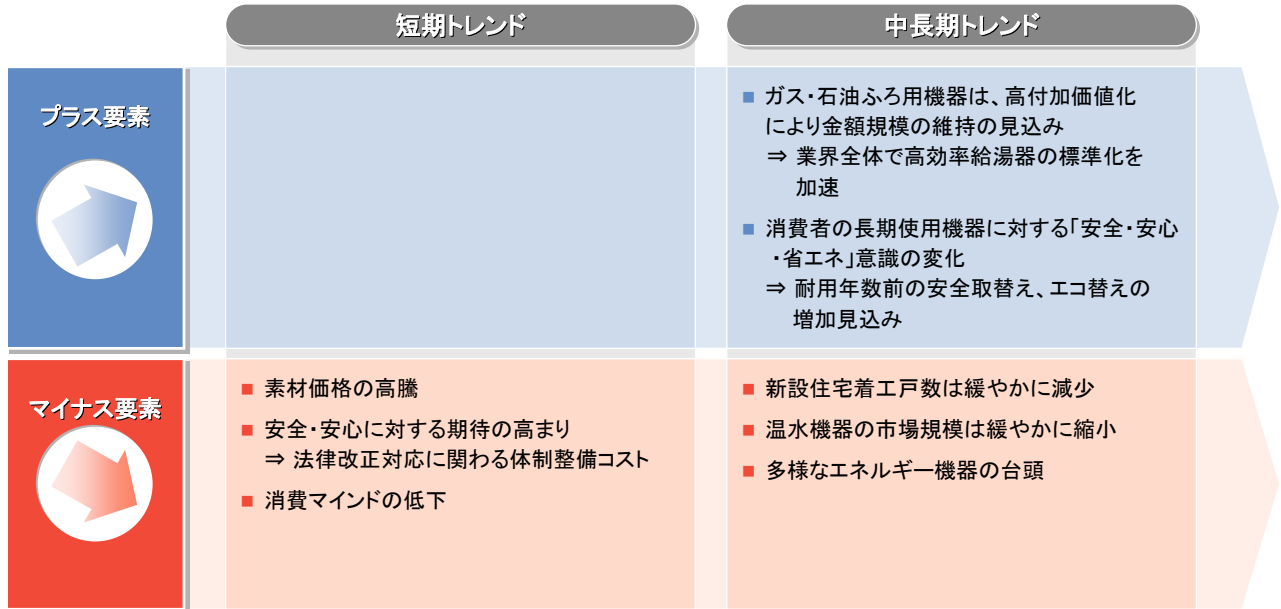 短期トレンド
中長期トレンド
プラス要素
■ ガス・石油ふろ用機器は、高付加価値化
により金額規模の維持の見込み
⇒ 業界全体で高効率給湯器の標準化を
加速
■ 消費者の長期使用機器に対する「安全・安心
・省エネ」意識の変化
⇒ 耐用年数前の安全取替え、エコ替えの
増加見込み
マイナス要素
■ 素材価格の高騰
■ 安全・安心に対する期待の高まり
⇒ 法律改正対応に関わる体制整備コスト
■ 消費マインドの低下
■ 新設住宅着工戸数は緩やかに減少
■ 温水機器の市場規模は緩やかに縮小
■ 多様なエネルギー機器の台頭